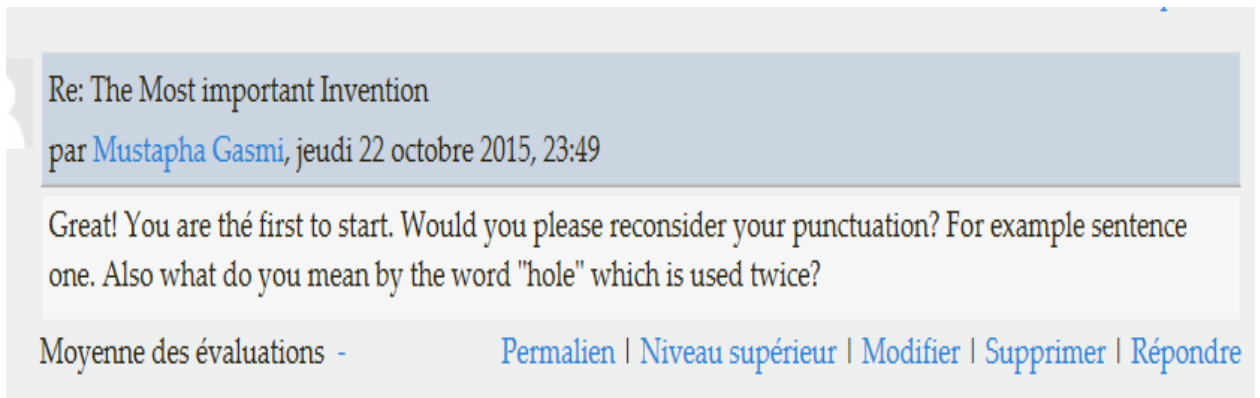 Re: The Most important Invention
par Mustapha Gasmi, jeudi 22 octobre 2015, 23:49
Great! You are thé first to start. Would you please reconsider your punctuation? For example sentence
one. Also what do you mean by the word "hole" which is used twice?
Moyenne des évaluations - Permalien | Niveau supérieur | Modifier | Supprimer | Répondre